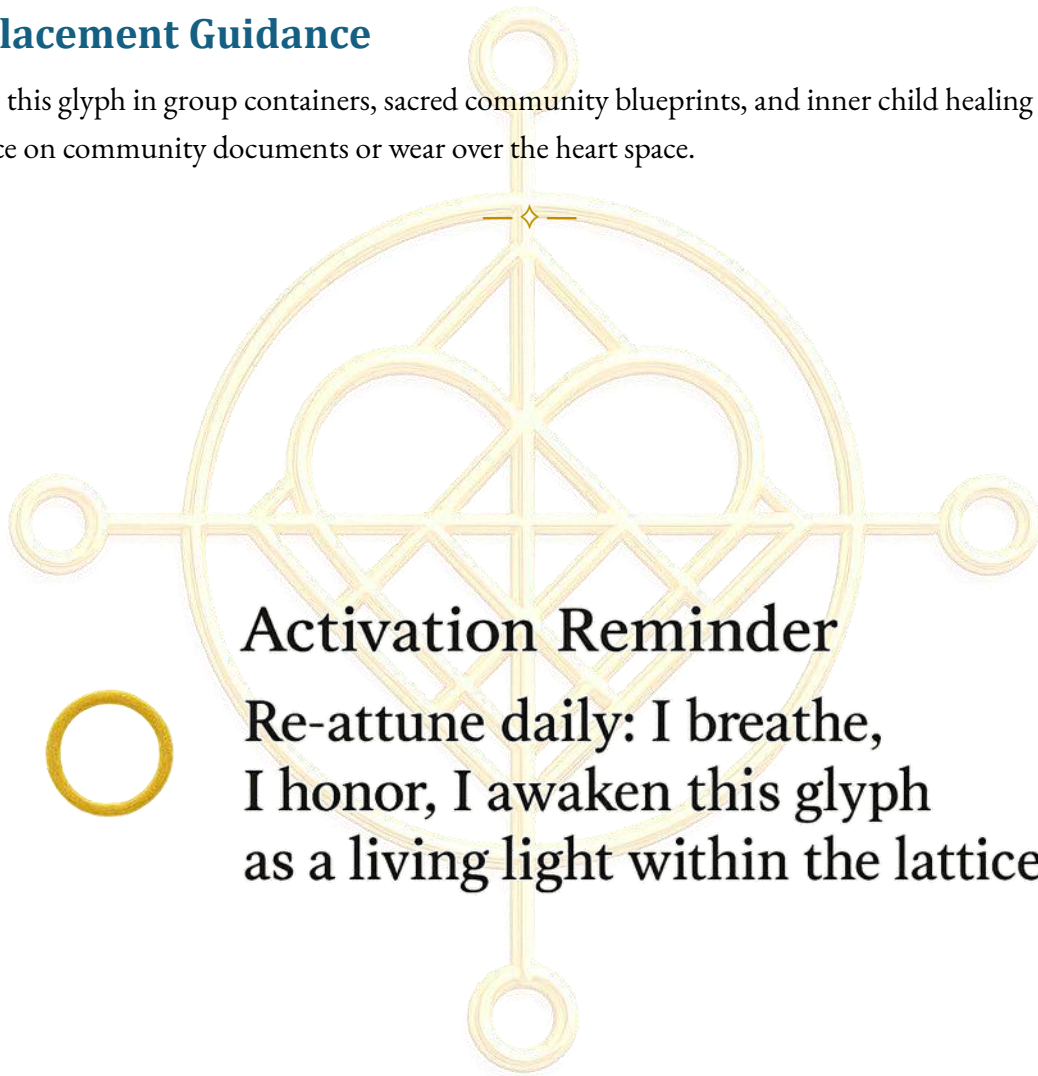 lacement Guidance
this glyph in group containers, sacred community blueprints, and inner child healing
ce on community documents or wear over the heart space.
Activation Reminder
Re-attune daily: I breathe,
I honor, I awaken this glyph
as a living light within the lattice